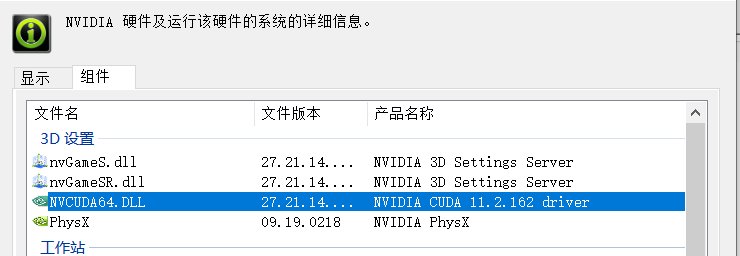 NVIDIA 硬件及运行该硬件的系统的详细信息。
显示 组件
文件名 文件版本 产品名称
3D 设置
nvGameS.dll 27.21.14.... NVIDIA 3D Settings Server
nvGameSR.dll 27.21.14.... NVIDIA 3D Settings Server
NVCUDA64.DLL 27.21.14.... NVIDIA CUDA 11.2.162 driver
PhysX 09.19.0218 NVIDIA PhysX
工作站